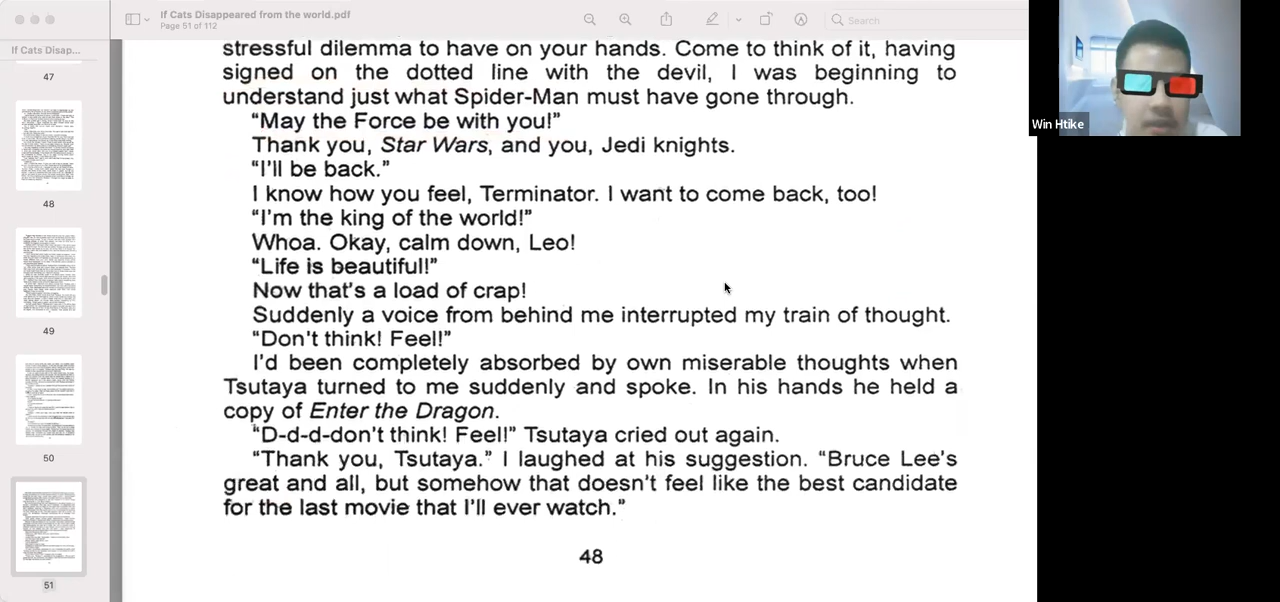 If Cats Disappeared from the world.pdf
Page 51 of 112
Search
If Cats Disap...
47
48
49
50
51
stressful dilemma to have on your hands. Come to think of it, having
signed on the dotted line with the devil, I was beginning to
understand just what Spider-Man must have gone through.
“May the Force be with you!”
Thank you, Star Wars, and you, Jedi knights.
“I’ll be back.”
I know how you feel, Terminator. I want to come back, too!
“I’m the king of the world!”
Whoa. Okay, calm down, Leo!
“Life is beautiful!”
Now that’s a load of crap!
Suddenly a voice from behind me interrupted my train of thought.
“Don’t think! Feel!”
I’d been completely absorbed by own miserable thoughts when
Tsutaya turned to me suddenly and spoke. In his hands he held a
copy of Enter the Dragon.
“D-d-d-don’t think! Feel!” Tsutaya cried out again.
“Thank you, Tsutaya.” I laughed at his suggestion. “Bruce Lee’s
great and all, but somehow that doesn’t feel like the best candidate
for the last movie that I’ll ever watch.”
48
Win Htike